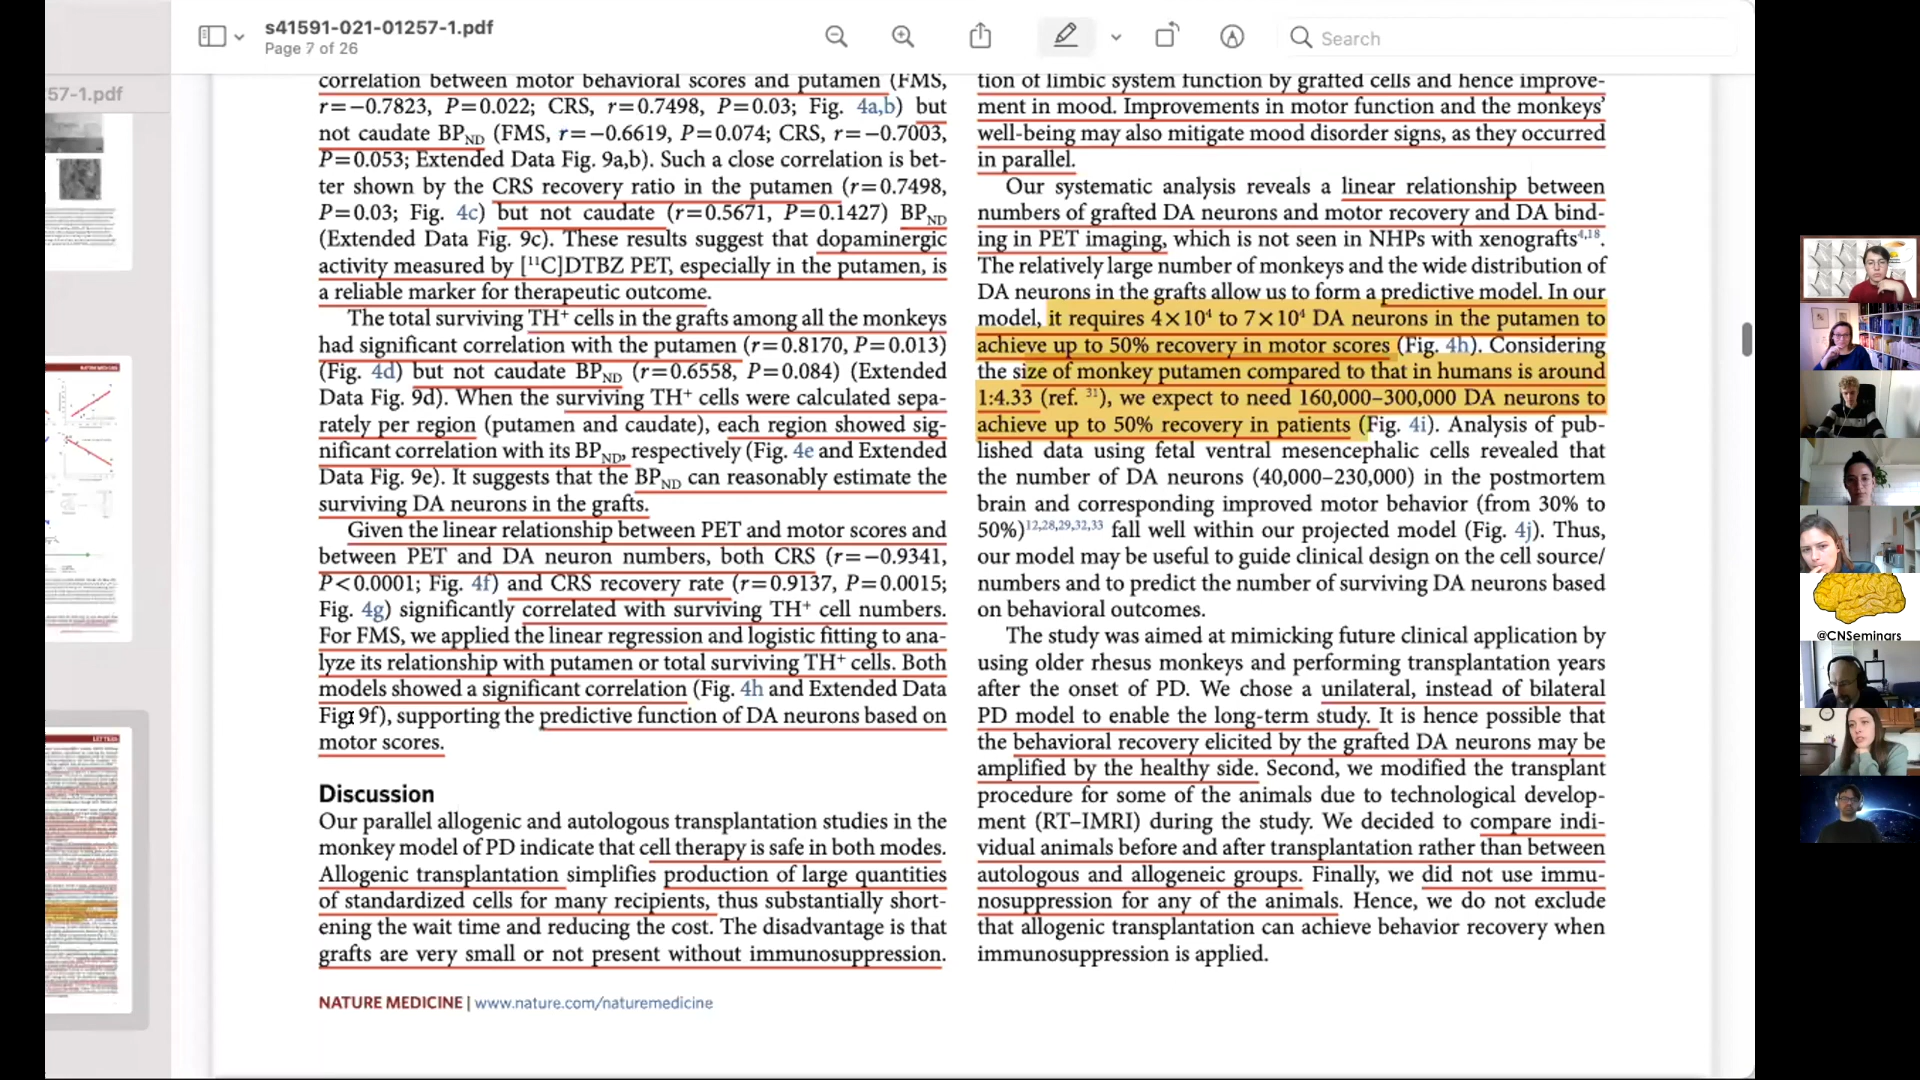 s41591-021-01257-1.pdf
Page 7 of 26
Search
57-1.pdf
correlation between motor behavioral scores and putamen (FMS,
r=−0.7823, P=0.022; CRS, r=0.7498, P=0.03; Fig. 4a,b) but
not caudate BPND (FMS, r=−0.6619, P=0.074; CRS, r=−0.7003,
P=0.053; Extended Data Fig. 9a,b). Such a close correlation is bet-
ter shown by the CRS recovery ratio in the putamen (r=0.7498,
P=0.03; Fig. 4c) but not caudate (r=0.5671, P=0.1427) BPND
(Extended Data Fig. 9c). These results suggest that dopaminergic
activity measured by [11C]DTBZ PET, especially in the putamen, is
a reliable marker for therapeutic outcome.
The total surviving TH+ cells in the grafts among all the monkeys
had significant correlation with the putamen (r=0.8170, P=0.013)
(Fig. 4d) but not caudate BPND (r=0.6558, P=0.084) (Extended
Data Fig. 9d). When the surviving TH+ cells were calculated sepa-
rately per region (putamen and caudate), each region showed sig-
nificant correlation with its BPND, respectively (Fig. 4e and Extended
Data Fig. 9e). It suggests that the BPND can reasonably estimate the
surviving DA neurons in the grafts.
Given the linear relationship between PET and motor scores and
between PET and DA neuron numbers, both CRS (r=−0.9341,
P<0.0001; Fig. 4f) and CRS recovery rate (r=0.9137, P=0.0015;
Fig. 4g) significantly correlated with surviving TH+ cell numbers.
For FMS, we applied the linear regression and logistic fitting to ana-
lyze its relationship with putamen or total surviving TH+ cells. Both
models showed a significant correlation (Fig. 4h and Extended Data
Fig. 9f), supporting the predictive function of DA neurons based on
motor scores.
Discussion
Our parallel allogenic and autologous transplantation studies in the
monkey model of PD indicate that cell therapy is safe in both modes.
Allogenic transplantation simplifies production of large quantities
of standardized cells for many recipients, thus substantially short-
ening the wait time and reducing the cost. The disadvantage is that
grafts are very small or not present without immunosuppression.
tion of limbic system function by grafted cells and hence improve-
ment in mood. Improvements in motor function and the monkeys'
well-being may also mitigate mood disorder signs, as they occurred
in parallel.
Our systematic analysis reveals a linear relationship between
numbers of grafted DA neurons and motor recovery and DA bind-
ing in PET imaging, which is not seen in NHPs with xenografts4,18.
The relatively large number of monkeys and the wide distribution of
DA neurons in the grafts allow us to form a predictive model. In our
model, it requires 4×10⁴ to 7×10⁴ DA neurons in the putamen to
achieve up to 50% recovery in motor scores (Fig. 4h). Considering
the size of monkey putamen compared to that in humans is around
1:4.33 (ref. 31), we expect to need 160,000–300,000 DA neurons to
achieve up to 50% recovery in patients (Fig. 4i). Analysis of pub-
lished data using fetal ventral mesencephalic cells revealed that
the number of DA neurons (40,000–230,000) in the postmortem
brain and corresponding improved motor behavior (from 30% to
50%)12,28,29,32,33 fall well within our projected model (Fig. 4j). Thus,
our model may be useful to guide clinical design on the cell source/
numbers and to predict the number of surviving DA neurons based
on behavioral outcomes.
The study was aimed at mimicking future clinical application by
using older rhesus monkeys and performing transplantation years
after the onset of PD. We chose a unilateral, instead of bilateral
PD model to enable the long-term study. It is hence possible that
the behavioral recovery elicited by the grafted DA neurons may be
amplified by the healthy side. Second, we modified the transplant
procedure for some of the animals due to technological develop-
ment (RT–IMRI) during the study. We decided to compare indi-
vidual animals before and after transplantation rather than between
autologous and allogeneic groups. Finally, we did not use immu-
nosuppression for any of the animals. Hence, we do not exclude
that allogenic transplantation can achieve behavior recovery when
immunosuppression is applied.
NATURE MEDICINE | www.nature.com/naturemedicine
@CNSeminars